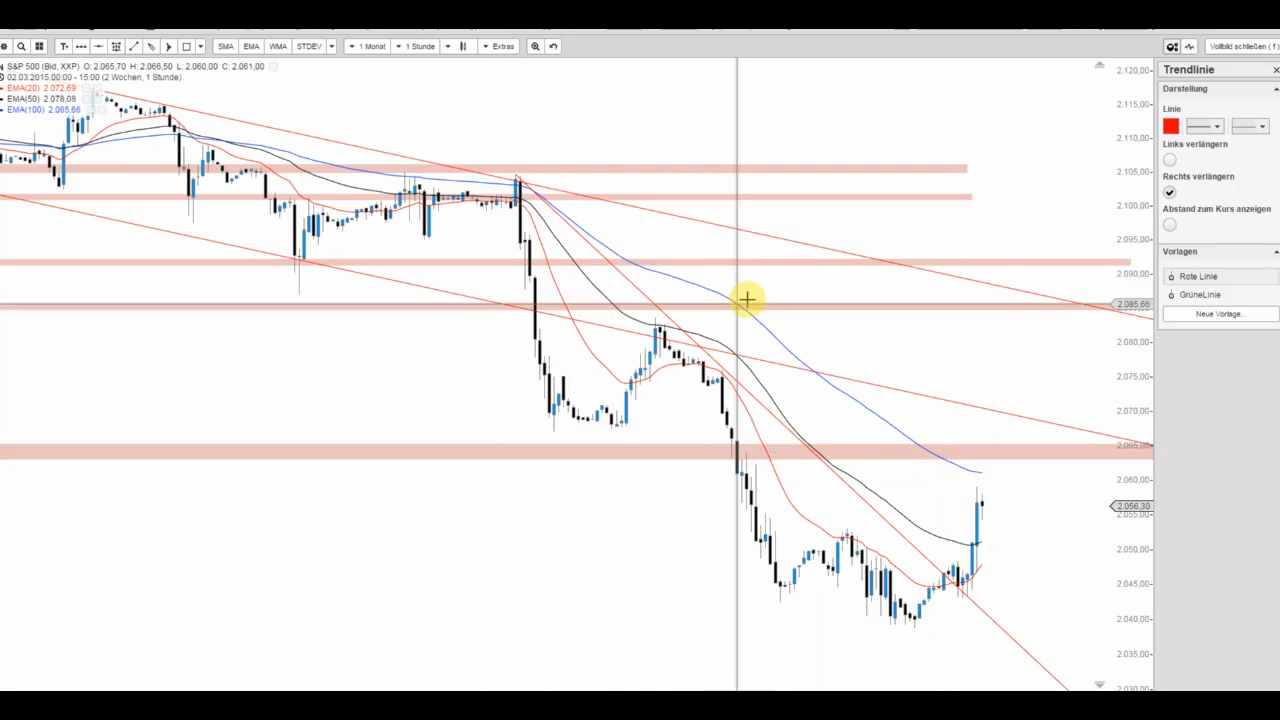 T SMA EMA WMA STDEV 1 Monat 1 Stunde Extras Vollbild schließen ( f )
S&P 500 (Bid, XXP) O: 2.065,70 H: 2.066,50 L: 2.060,00 C: 2.061,00
02.03.2015 00:00 - 15:00 (2 Wochen, 1 Stunde)
EMA(20) 2.072,69
EMA(50) 2.078,08
EMA(100) 2.085,66
2.120,00
2.115,00
2.110,00
2.105,00
2.100,00
2.095,00
2.090,00
2.085,66
2.080,00
2.075,00
2.070,00
2.065,00
2.060,00
2.056,30
2.055,00
2.050,00
2.045,00
2.040,00
2.035,00
2.030,00
Trendlinie
Darstellung
Linie
Links verlängern
Rechts verlängern
Abstand zum Kurs anzeigen
Vorlagen
Rote Linie
GrüneLinie
Neue Vorlage...